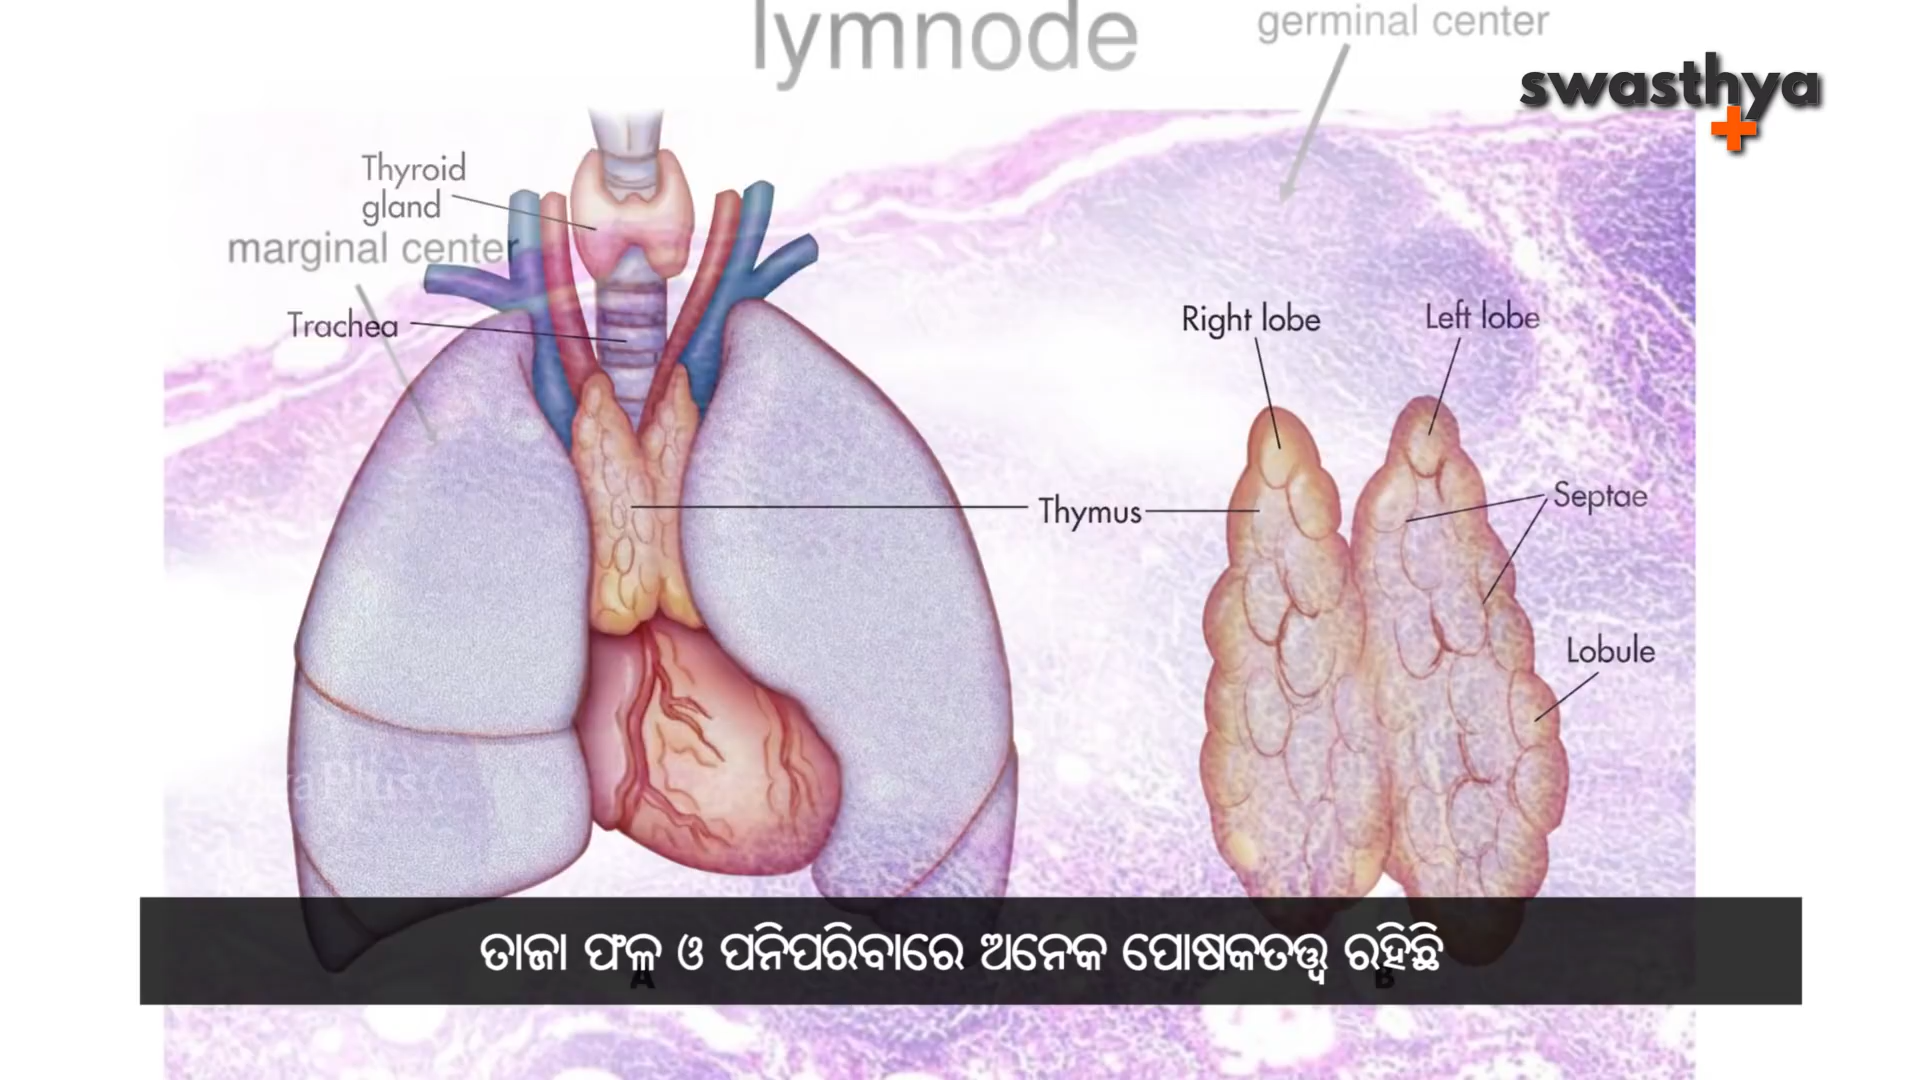 lymnode
germinal center
swasthya
Thyroid
gland
marginal center
Trachea
Right lobe
Left lobe
Thymus
Septae
Lobule
ତାଜା ଫଳ ଓ ପନିପରିବାରେ ଅନେକ ପୋଷକତତ୍ତ୍ୱ ରହିଛି
A
B